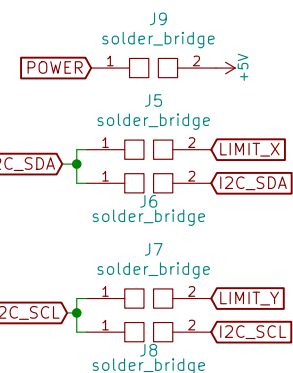 J9
solder_bridge
POWER 1 2 +5V
J5
solder_bridge
1 2 LIMIT_X
2C_SDA
1 2 I2C_SDA
J6
solder_bridge
J7
solder_bridge
1 2 LIMIT_Y
2C_SCL
1 2 I2C_SCL
J8
solder_bridge